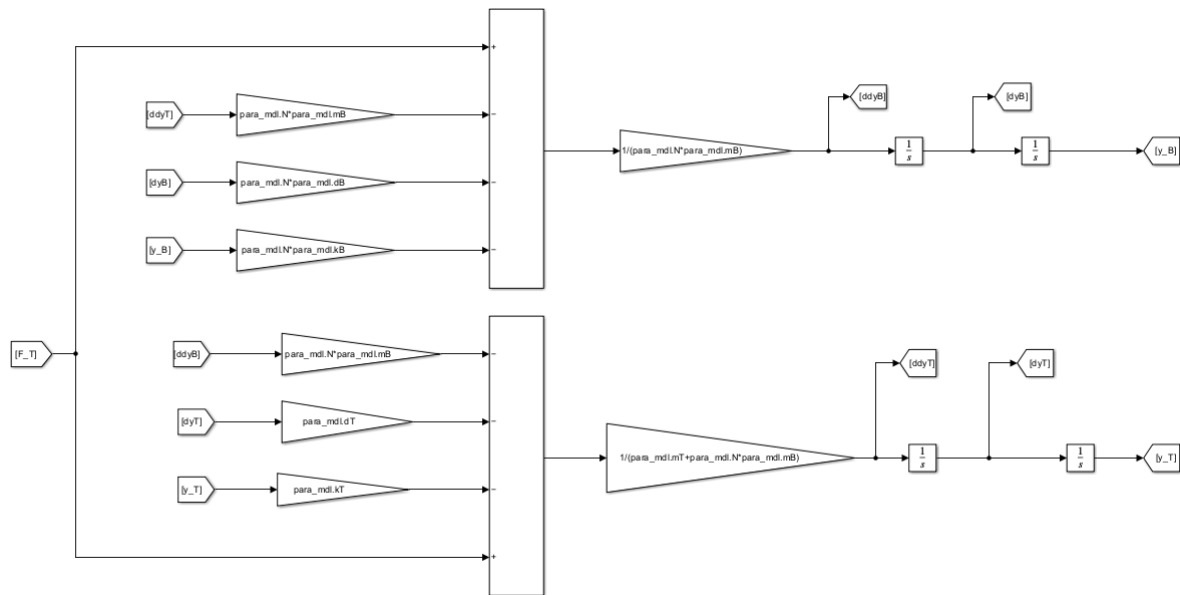 +
[ddyT]
para_mdl.N*para_mdl.mB
−
[ddyB]
[dyB]
1/(para_mdl.N*para_mdl.mB)
1
s
1
s
[y_B]
[dyB]
para_mdl.N*para_mdl.dB
−
[y_B]
para_mdl.N*para_mdl.kB
−
[F_T]
[ddyB]
para_mdl.N*para_mdl.mB
−
[ddyT]
[dyT]
[dyT]
para_mdl.dT
−
1/(para_mdl.mT+para_mdl.N*para_mdl.mB)
1
s
1
s
[y_T]
[y_T]
para_mdl.kT
−
+